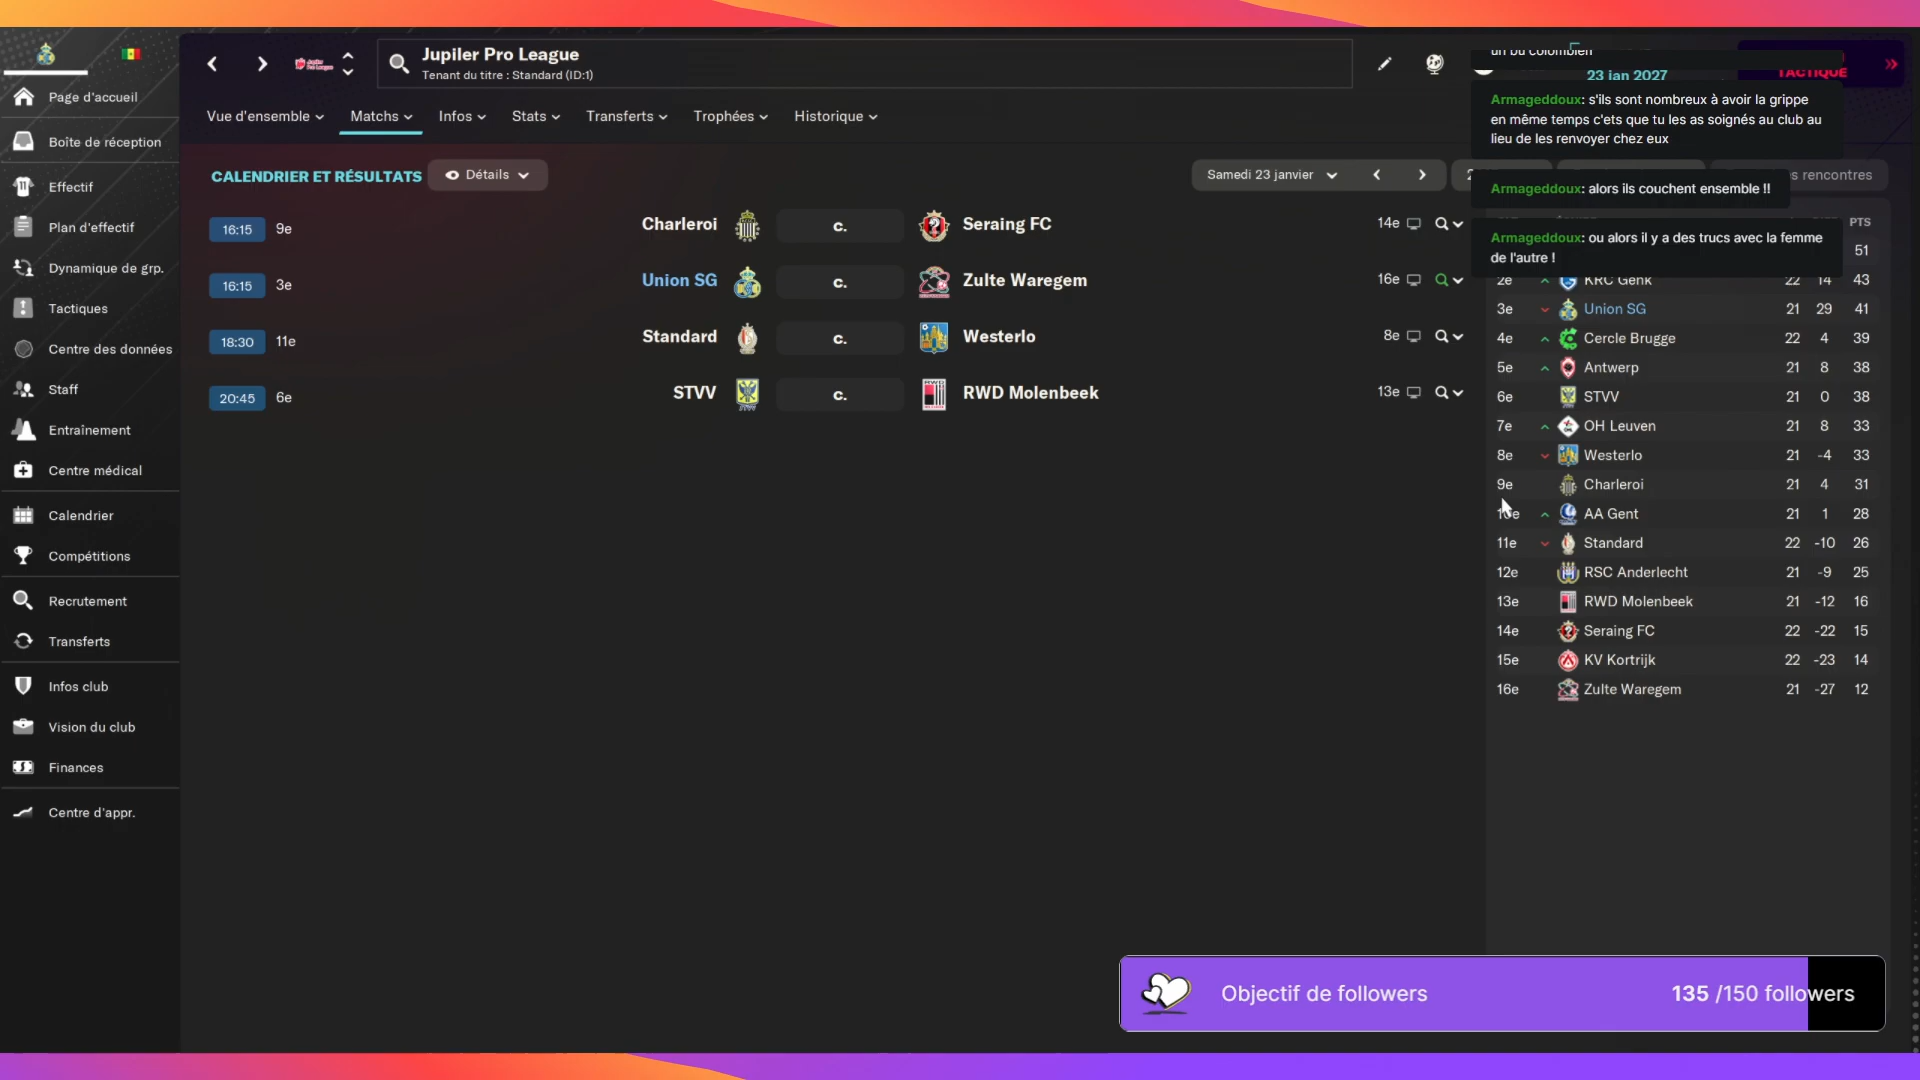 Jupiler Pro League
Tenant du titre : Standard (ID:1)
un bu colombien
23 jan 2027
TACTIQUE
Armageddoux: s'ils sont nombreux à avoir la grippe
en même temps c'ets que tu les as soignés au club au
lieu de les renvoyer chez eux
Armageddoux: alors ils couchent ensemble !!
Armageddoux: ou alors il y a des trucs avec la femme
de l'autre !
Page d'accueil
Boîte de réception
Effectif
Plan d'effectif
Dynamique de grp.
Tactiques
Centre des données
Staff
Entraînement
Centre médical
Calendrier
Compétitions
Recrutement
Transferts
Infos club
Vision du club
Finances
Centre d'appr.
Vue d'ensemble
Matchs
Infos
Stats
Transferts
Trophées
Historique
CALENDRIER ET RÉSULTATS
Détails
Samedi 23 janvier
s rencontres
16:15 9e Charleroi c. Seraing FC 14e
16:15 3e Union SG c. Zulte Waregem 16e
18:30 11e Standard c. Westerlo 8e
20:45 6e STVV c. RWD Molenbeek 13e
PTS
51
2e KRC Genk 22 14 43
3e Union SG 21 29 41
4e Cercle Brugge 22 4 39
5e Antwerp 21 8 38
6e STVV 21 0 38
7e OH Leuven 21 8 33
8e Westerlo 21 -4 33
9e Charleroi 21 4 31
10e AA Gent 21 1 28
11e Standard 22 -10 26
12e RSC Anderlecht 21 -9 25
13e RWD Molenbeek 21 -12 16
14e Seraing FC 22 -22 15
15e KV Kortrijk 22 -23 14
16e Zulte Waregem 21 -27 12
Objectif de followers
135 /150 followers